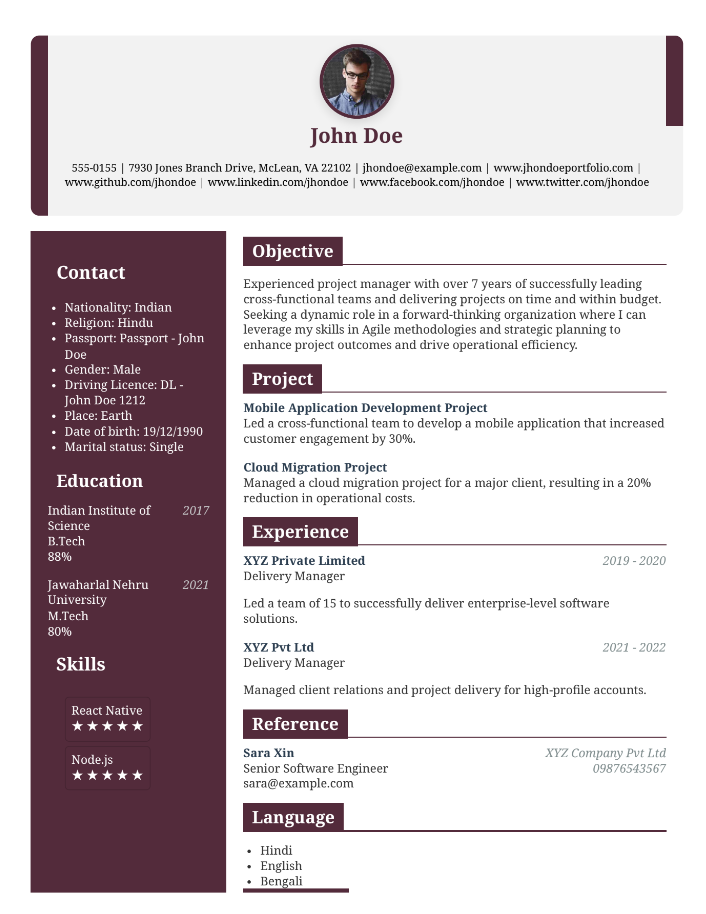 John Doe
555-0155 | 7930 Jones Branch Drive, McLean, VA 22102 | jhondoe@example.com | www.jhondoeportfolio.com |
www.github.com/jhondoe | www.linkedin.com/jhondoe | www.facebook.com/jhondoe | www.twitter.com/jhondoe
Contact
• Nationality: Indian
• Religion: Hindu
• Passport: Passport - John
Doe
• Gender: Male
• Driving Licence: DL -
John Doe 1212
• Place: Earth
• Date of birth: 19/12/1990
• Marital status: Single
Education
Indian Institute of 2017
Science
B.Tech
88%
Jawaharlal Nehru 2021
University
M.Tech
80%
Skills
React Native
★★★★★
Node.js
★★★★★
Objective
Experienced project manager with over 7 years of successfully leading
cross-functional teams and delivering projects on time and within budget.
Seeking a dynamic role in a forward-thinking organization where I can
leverage my skills in Agile methodologies and strategic planning to
enhance project outcomes and drive operational efficiency.
Project
Mobile Application Development Project
Led a cross-functional team to develop a mobile application that increased
customer engagement by 30%.
Cloud Migration Project
Managed a cloud migration project for a major client, resulting in a 20%
reduction in operational costs.
Experience
XYZ Private Limited 2019 - 2020
Delivery Manager
Led a team of 15 to successfully deliver enterprise-level software
solutions.
XYZ Pvt Ltd 2021 - 2022
Delivery Manager
Managed client relations and project delivery for high-profile accounts.
Reference
Sara Xin XYZ Company Pvt Ltd
Senior Software Engineer 09876543567
sara@example.com
Language
• Hindi
• English
• Bengali